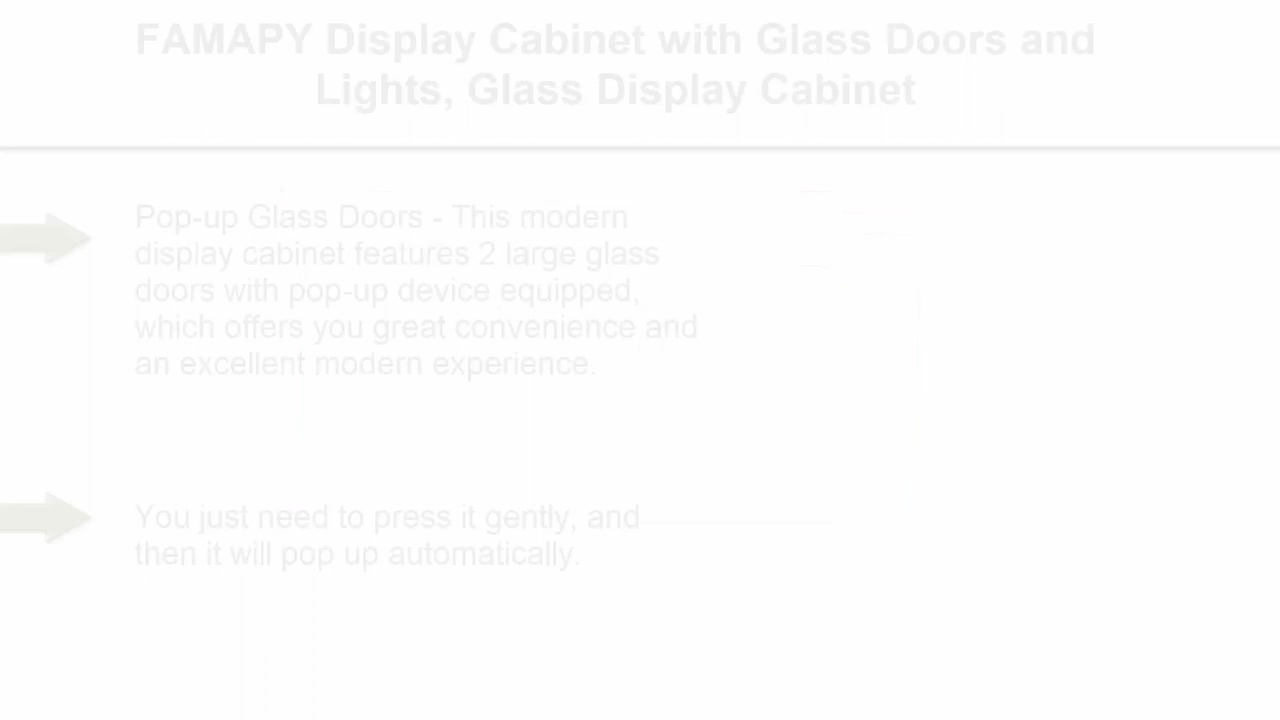 FAMAPY Display Cabinet with Glass Doors and
Lights, Glass Display Cabinet
Pop-up Glass Doors - This modern
display cabinet features 2 large glass
doors with pop-up device equipped,
which offers you great convenience and
an excellent modern experience.
You just need to press it gently, and
then it will pop up automatically.